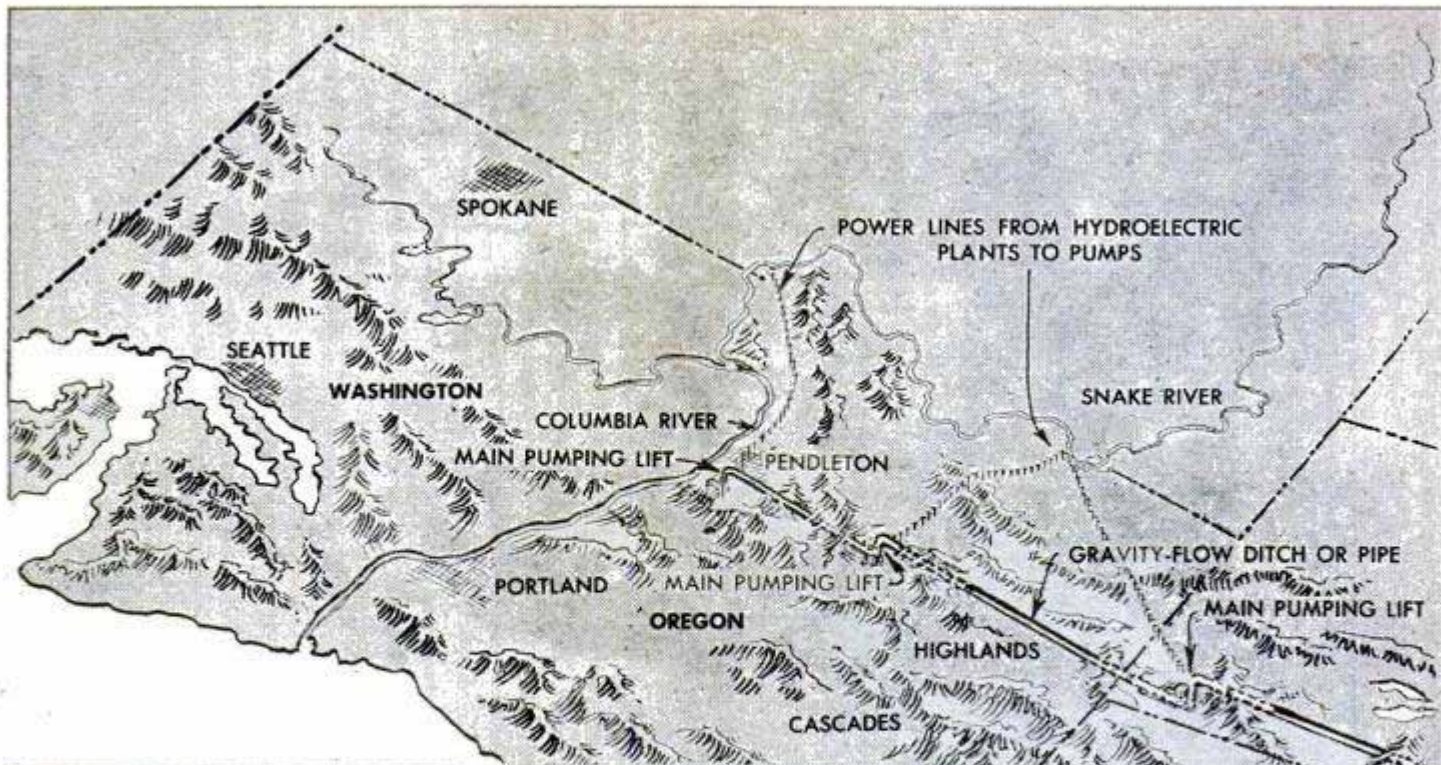 SPOKANE
POWER LINES FROM HYDROELECTRIC
PLANTS TO PUMPS
SEATTLE
WASHINGTON
SNAKE RIVER
COLUMBIA RIVER
MAIN PUMPING LIFT
PENDLETON
GRAVITY-FLOW DITCH OR PIPE
PORTLAND
MAIN PUMPING LIFT
MAIN PUMPING LIFT
OREGON
HIGHLANDS
CASCADES